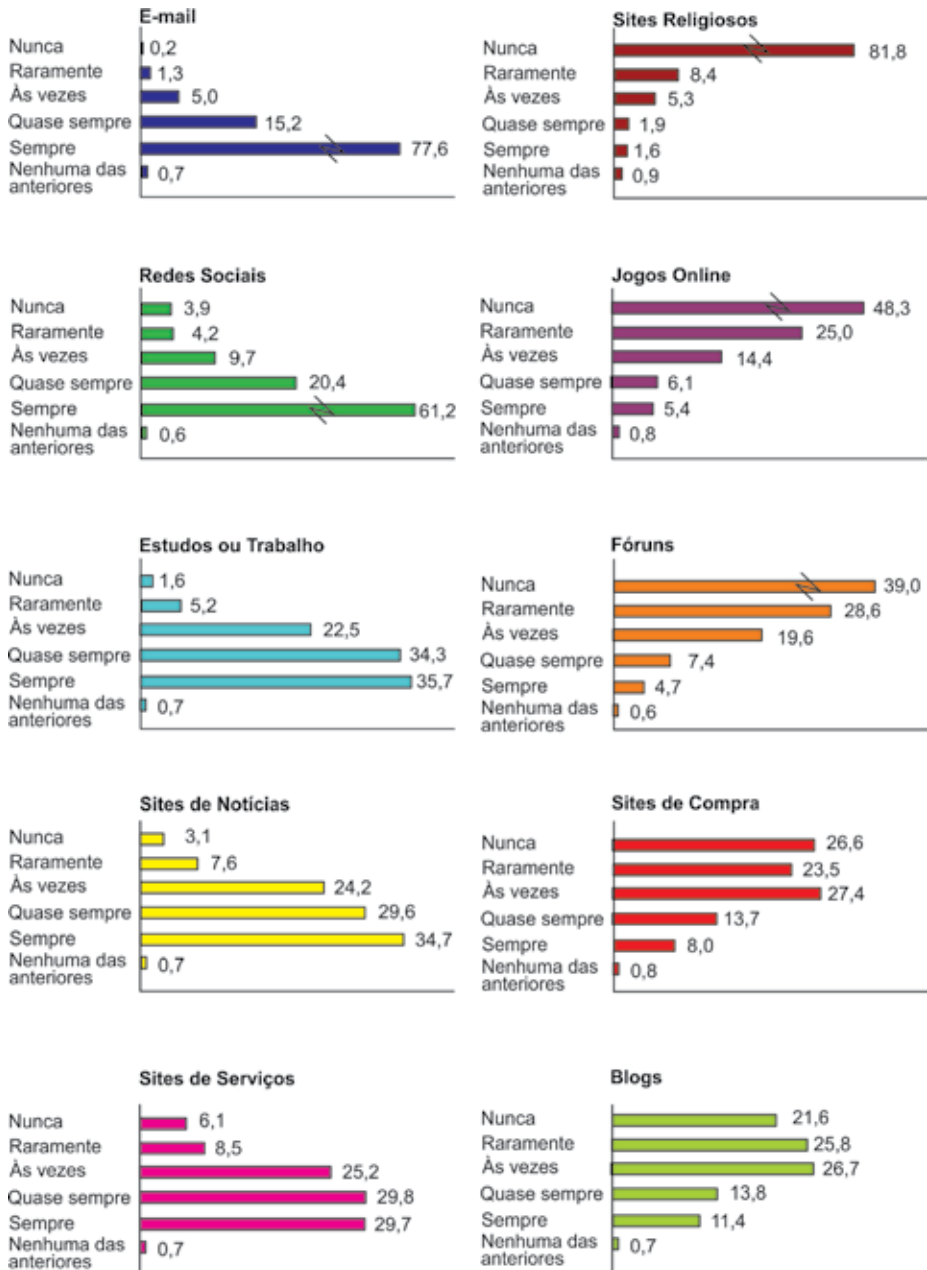 E-mail
Nunca 0,2
Raramente 1,3
Às vezes 5,0
Quase sempre 15,2
Sempre 77,6
Nenhuma das
anteriores 0,7
Sites Religiosos
Nunca 81,8
Raramente 8,4
Às vezes 5,3
Quase sempre 1,9
Sempre 1,6
Nenhuma das
anteriores 0,9
Redes Sociais
Nunca 3,9
Raramente 4,2
Às vezes 9,7
Quase sempre 20,4
Sempre 61,2
Nenhuma das
anteriores 0,6
Jogos Online
Nunca 48,3
Raramente 25,0
Às vezes 14,4
Quase sempre 6,1
Sempre 5,4
Nenhuma das
anteriores 0,8
Estudos ou Trabalho
Nunca 1,6
Raramente 5,2
Às vezes 22,5
Quase sempre 34,3
Sempre 35,7
Nenhuma das
anteriores 0,7
Fóruns
Nunca 39,0
Raramente 28,6
Às vezes 19,6
Quase sempre 7,4
Sempre 4,7
Nenhuma das
anteriores 0,6
Sites de Notícias
Nunca 3,1
Raramente 7,6
Às vezes 24,2
Quase sempre 29,6
Sempre 34,7
Nenhuma das
anteriores 0,7
Sites de Compra
Nunca 26,6
Raramente 23,5
Às vezes 27,4
Quase sempre 13,7
Sempre 8,0
Nenhuma das
anteriores 0,8
Sites de Serviços
Nunca 6,1
Raramente 8,5
Às vezes 25,2
Quase sempre 29,8
Sempre 29,7
Nenhuma das
anteriores 0,7
Blogs
Nunca 21,6
Raramente 25,8
Às vezes 26,7
Quase sempre 13,8
Sempre 11,4
Nenhuma das
anteriores 0,7